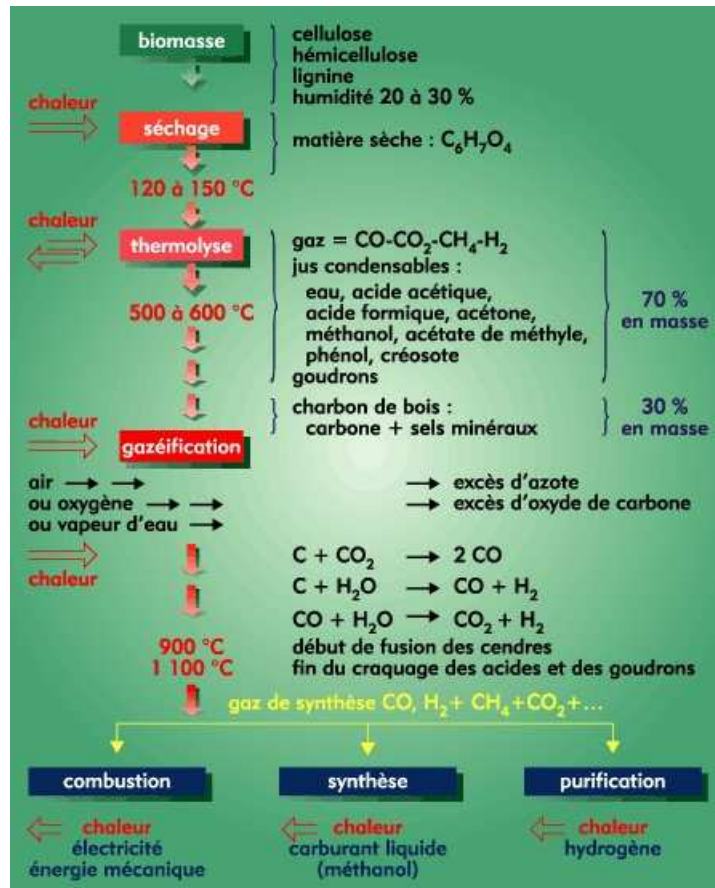 biomasse
cellulose
hémicellulose
lignine
humidité 20 à 30 %
chaleur
séchage
matière sèche : C₆H₇O₄
120 à 150 °C
chaleur
thermolyse
gaz = CO-CO₂-CH₄-H₂
jus condensables :
eau, acide acétique,
acide formique, acétone,
méthanol, acétate de méthyle,
phénol, créosote
goudrons
70 %
en masse
500 à 600 °C
charbon de bois :
carbone + sels minéraux
30 %
en masse
chaleur
gazéification
air → → → excès d'azote
ou oxygène → → → excès d'oxyde de carbone
ou vapeur d'eau →
chaleur
C + CO₂ → 2 CO
C + H₂O → CO + H₂
CO + H₂O → CO₂ + H₂
900 °C début de fusion des cendres
1 100 °C fin du craquage des acides et des goudrons
gaz de synthèse CO, H₂+ CH₄+CO₂+...
combustion
synthèse
purification
chaleur
électricité
énergie mécanique
chaleur
carburant liquide
(méthanol)
chaleur
hydrogène